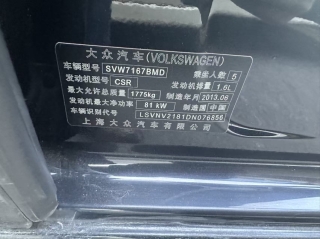 大众汽车(VOLKSWAGEN)
车辆型号 SVW7167BMD 乘坐人数 5
发动机型号 CSR 发动机排量 1.6L
最大允许总质量 1775kg 制造年月 2013.08
发动机最大净功率 81kW 制造国 中国
车辆识别代号 LSVNV2181DN076856
上海大众汽车有限公司